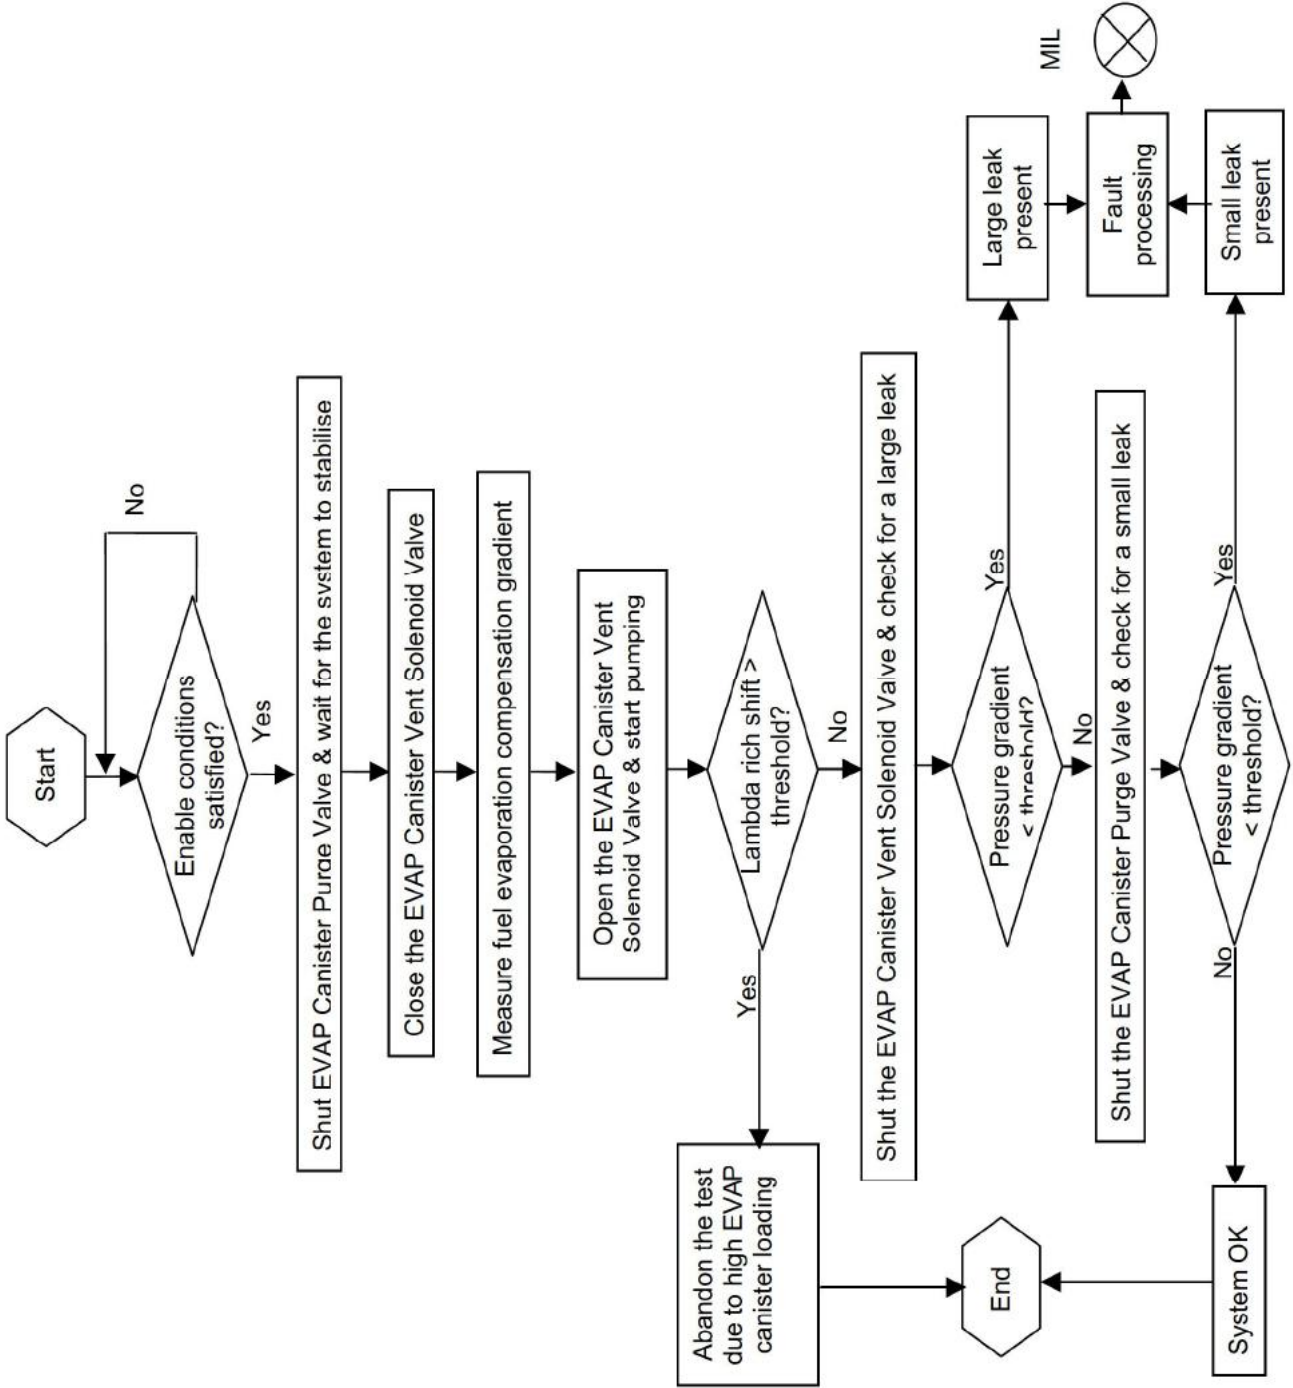 Start
Enable conditions
satisfied?
No
Yes
Shut EVAP Canister Purge Valve & wait for the system to stabilise
Close the EVAP Canister Vent Solenoid Valve
Measure fuel evaporation compensation gradient
Open the EVAP Canister Vent
Solenoid Valve & start pumping
Lambda rich shift >
threshold?
Yes
Abandon the test
due to high EVAP
canister loading
No
Shut the EVAP Canister Vent Solenoid Valve & check for a large leak
Pressure gradient
< threshold?
Yes
Large leak
present
No
Shut the EVAP Canister Purge Valve & check for a small leak
Pressure gradient
< threshold?
Yes
Small leak
present
Fault
processing
MIL
No
System OK
End